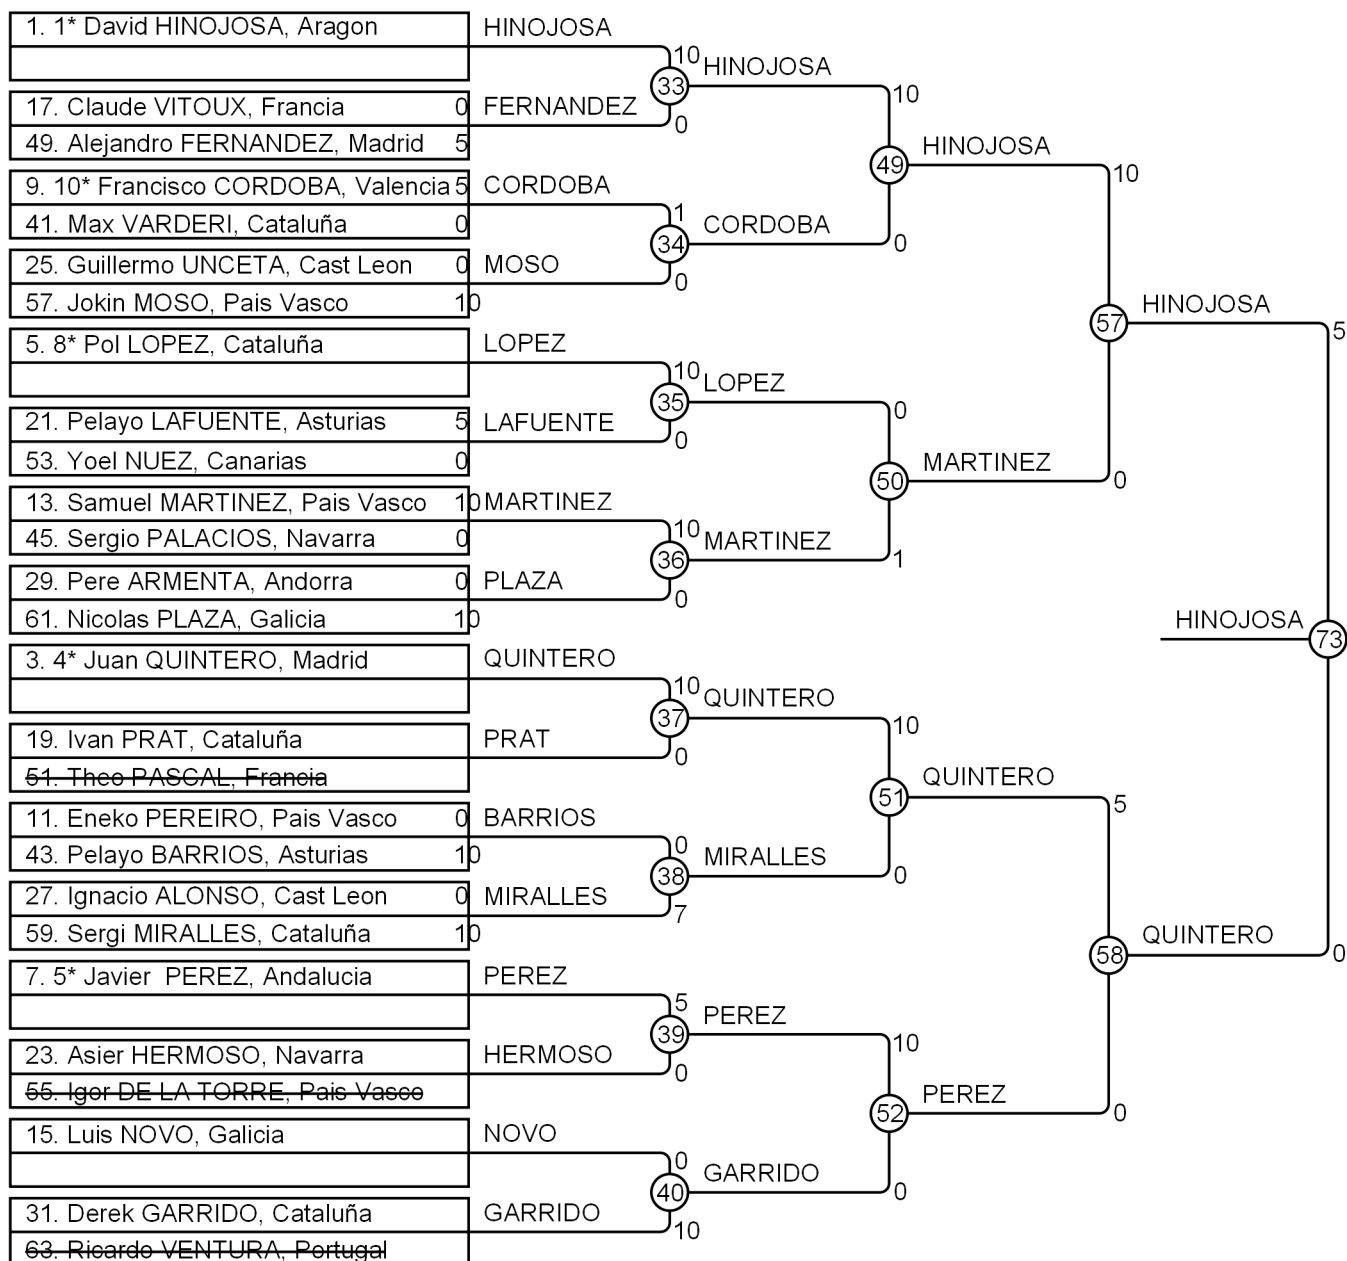 1. 1* David HINOJOSA, Aragon
17. Claude VITOUX, Francia 0
49. Alejandro FERNANDEZ, Madrid 5
9. 10* Francisco CORDOBA, Valencia 5
41. Max VARDERI, Cataluña 0
25. Guillermo UNCETA, Cast Leon 0
57. Jokin MOSO, Pais Vasco 10
5. 8* Pol LOPEZ, Cataluña
21. Pelayo LAFUENTE, Asturias 5
53. Yoel NUEZ, Canarias 0
13. Samuel MARTINEZ, Pais Vasco 10
45. Sergio PALACIOS, Navarra 0
29. Pere ARMENTA, Andorra 0
61. Nicolas PLAZA, Galicia 10
3. 4* Juan QUINTERO, Madrid
19. Ivan PRAT, Cataluña
51. Theo PASCAL, Francia
11. Eneko PEREIRO, Pais Vasco 0
43. Pelayo BARRIOS, Asturias 10
27. Ignacio ALONSO, Cast Leon 0
59. Sergi MIRALLES, Cataluña 10
7. 5* Javier  PEREZ, Andalucia
23. Asier HERMOSO, Navarra
55. Igor DE LA TORRE, Pais Vasco
15. Luis NOVO, Galicia
31. Derek GARRIDO, Cataluña
63. Ricardo VENTURA, Portugal
HINOJOSA
10
33
FERNANDEZ
0
CORDOBA
1
34
MOSO
0
LOPEZ
10
35
LAFUENTE
0
MARTINEZ
10
36
PLAZA
0
QUINTERO
10
37
PRAT
0
BARRIOS
0
38
MIRALLES
7
PEREZ
5
39
HERMOSO
0
NOVO
0
40
GARRIDO
10
HINOJOSA
10
49
CORDOBA
0
LOPEZ
0
50
MARTINEZ
1
QUINTERO
10
51
MIRALLES
0
PEREZ
10
52
GARRIDO
0
HINOJOSA
10
57
MARTINEZ
0
QUINTERO
5
58
PEREZ
0
HINOJOSA
5
73
QUINTERO
0
HINOJOSA